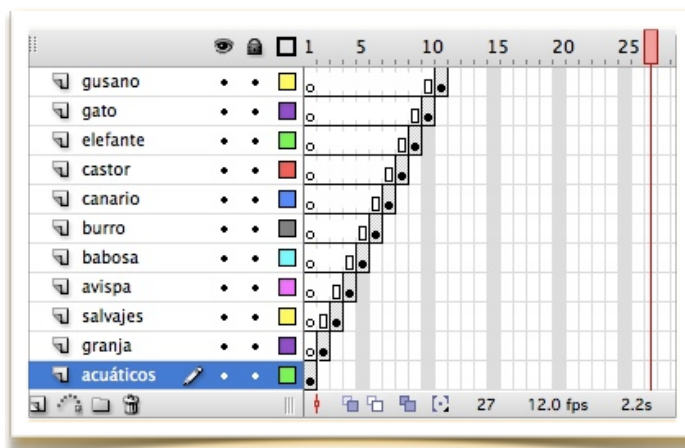 1 5 10 15 20 25
gusano
gato
elefante
castor
canario
burro
babosa
avispa
salvajes
granja
acuáticos
27 12.0 fps 2.2s